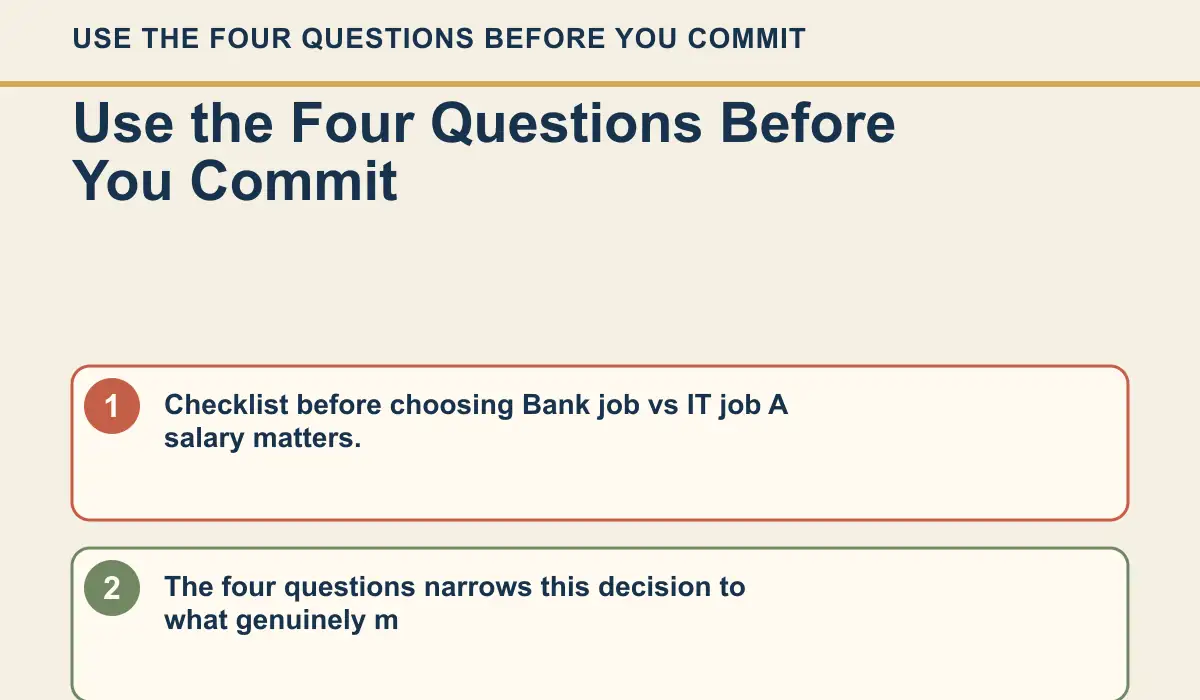 USE THE FOUR QUESTIONS BEFORE YOU COMMIT
Use the Four Questions Before
You Commit
1
Checklist before choosing Bank job vs IT job A
salary matters.
2
The four questions narrows this decision to
what genuinely m